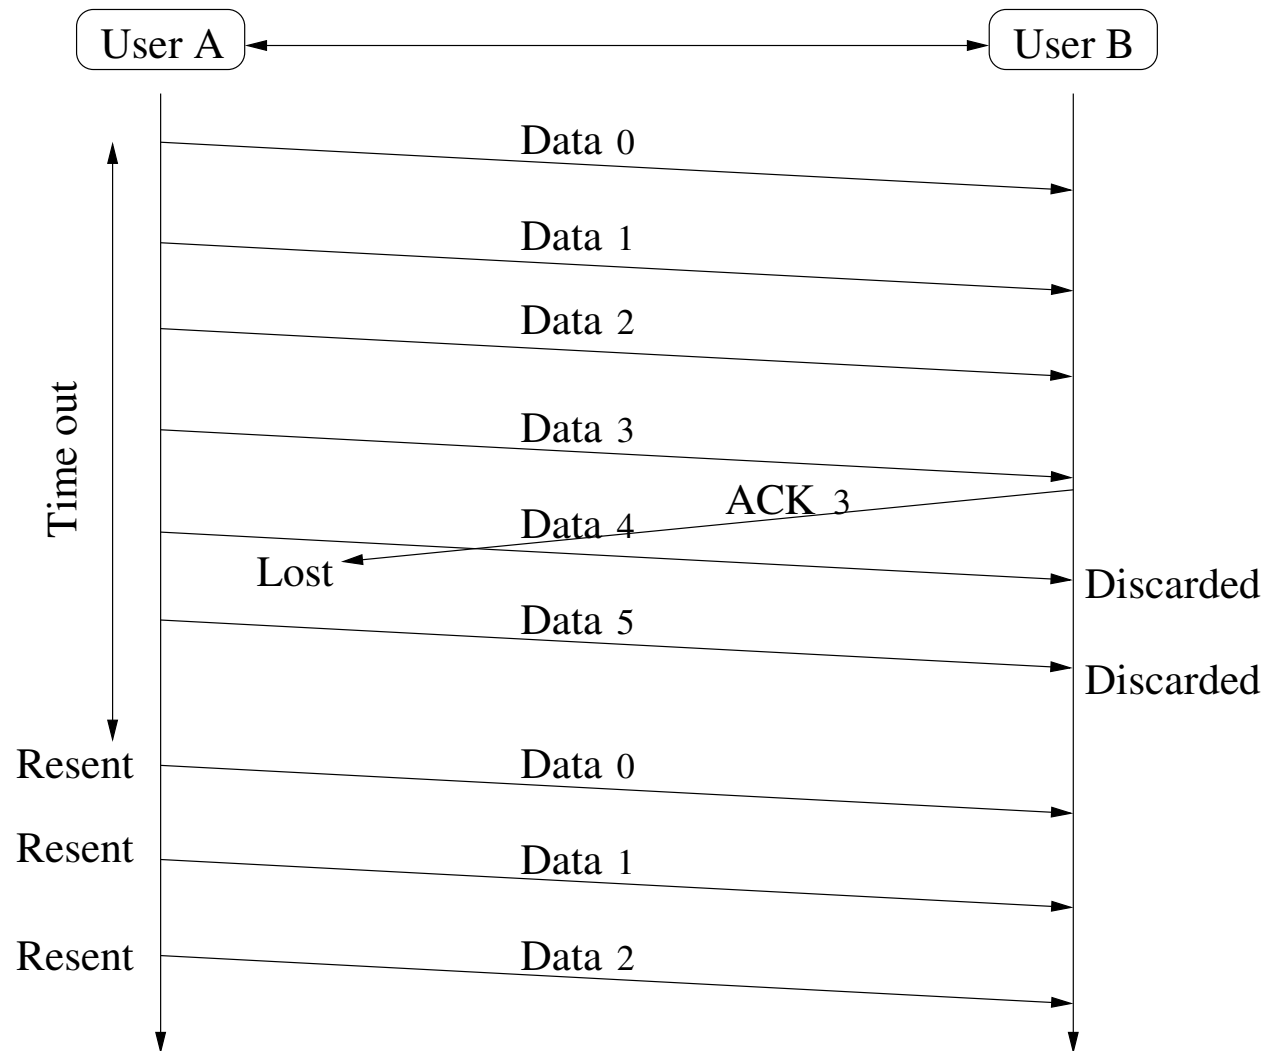 User A
User B
Data 0
Data 1
Data 2
Data 3
Time out
ACK 3
Data 4
Lost
Discarded
Data 5
Discarded
Resent
Data 0
Resent
Data 1
Resent
Data 2